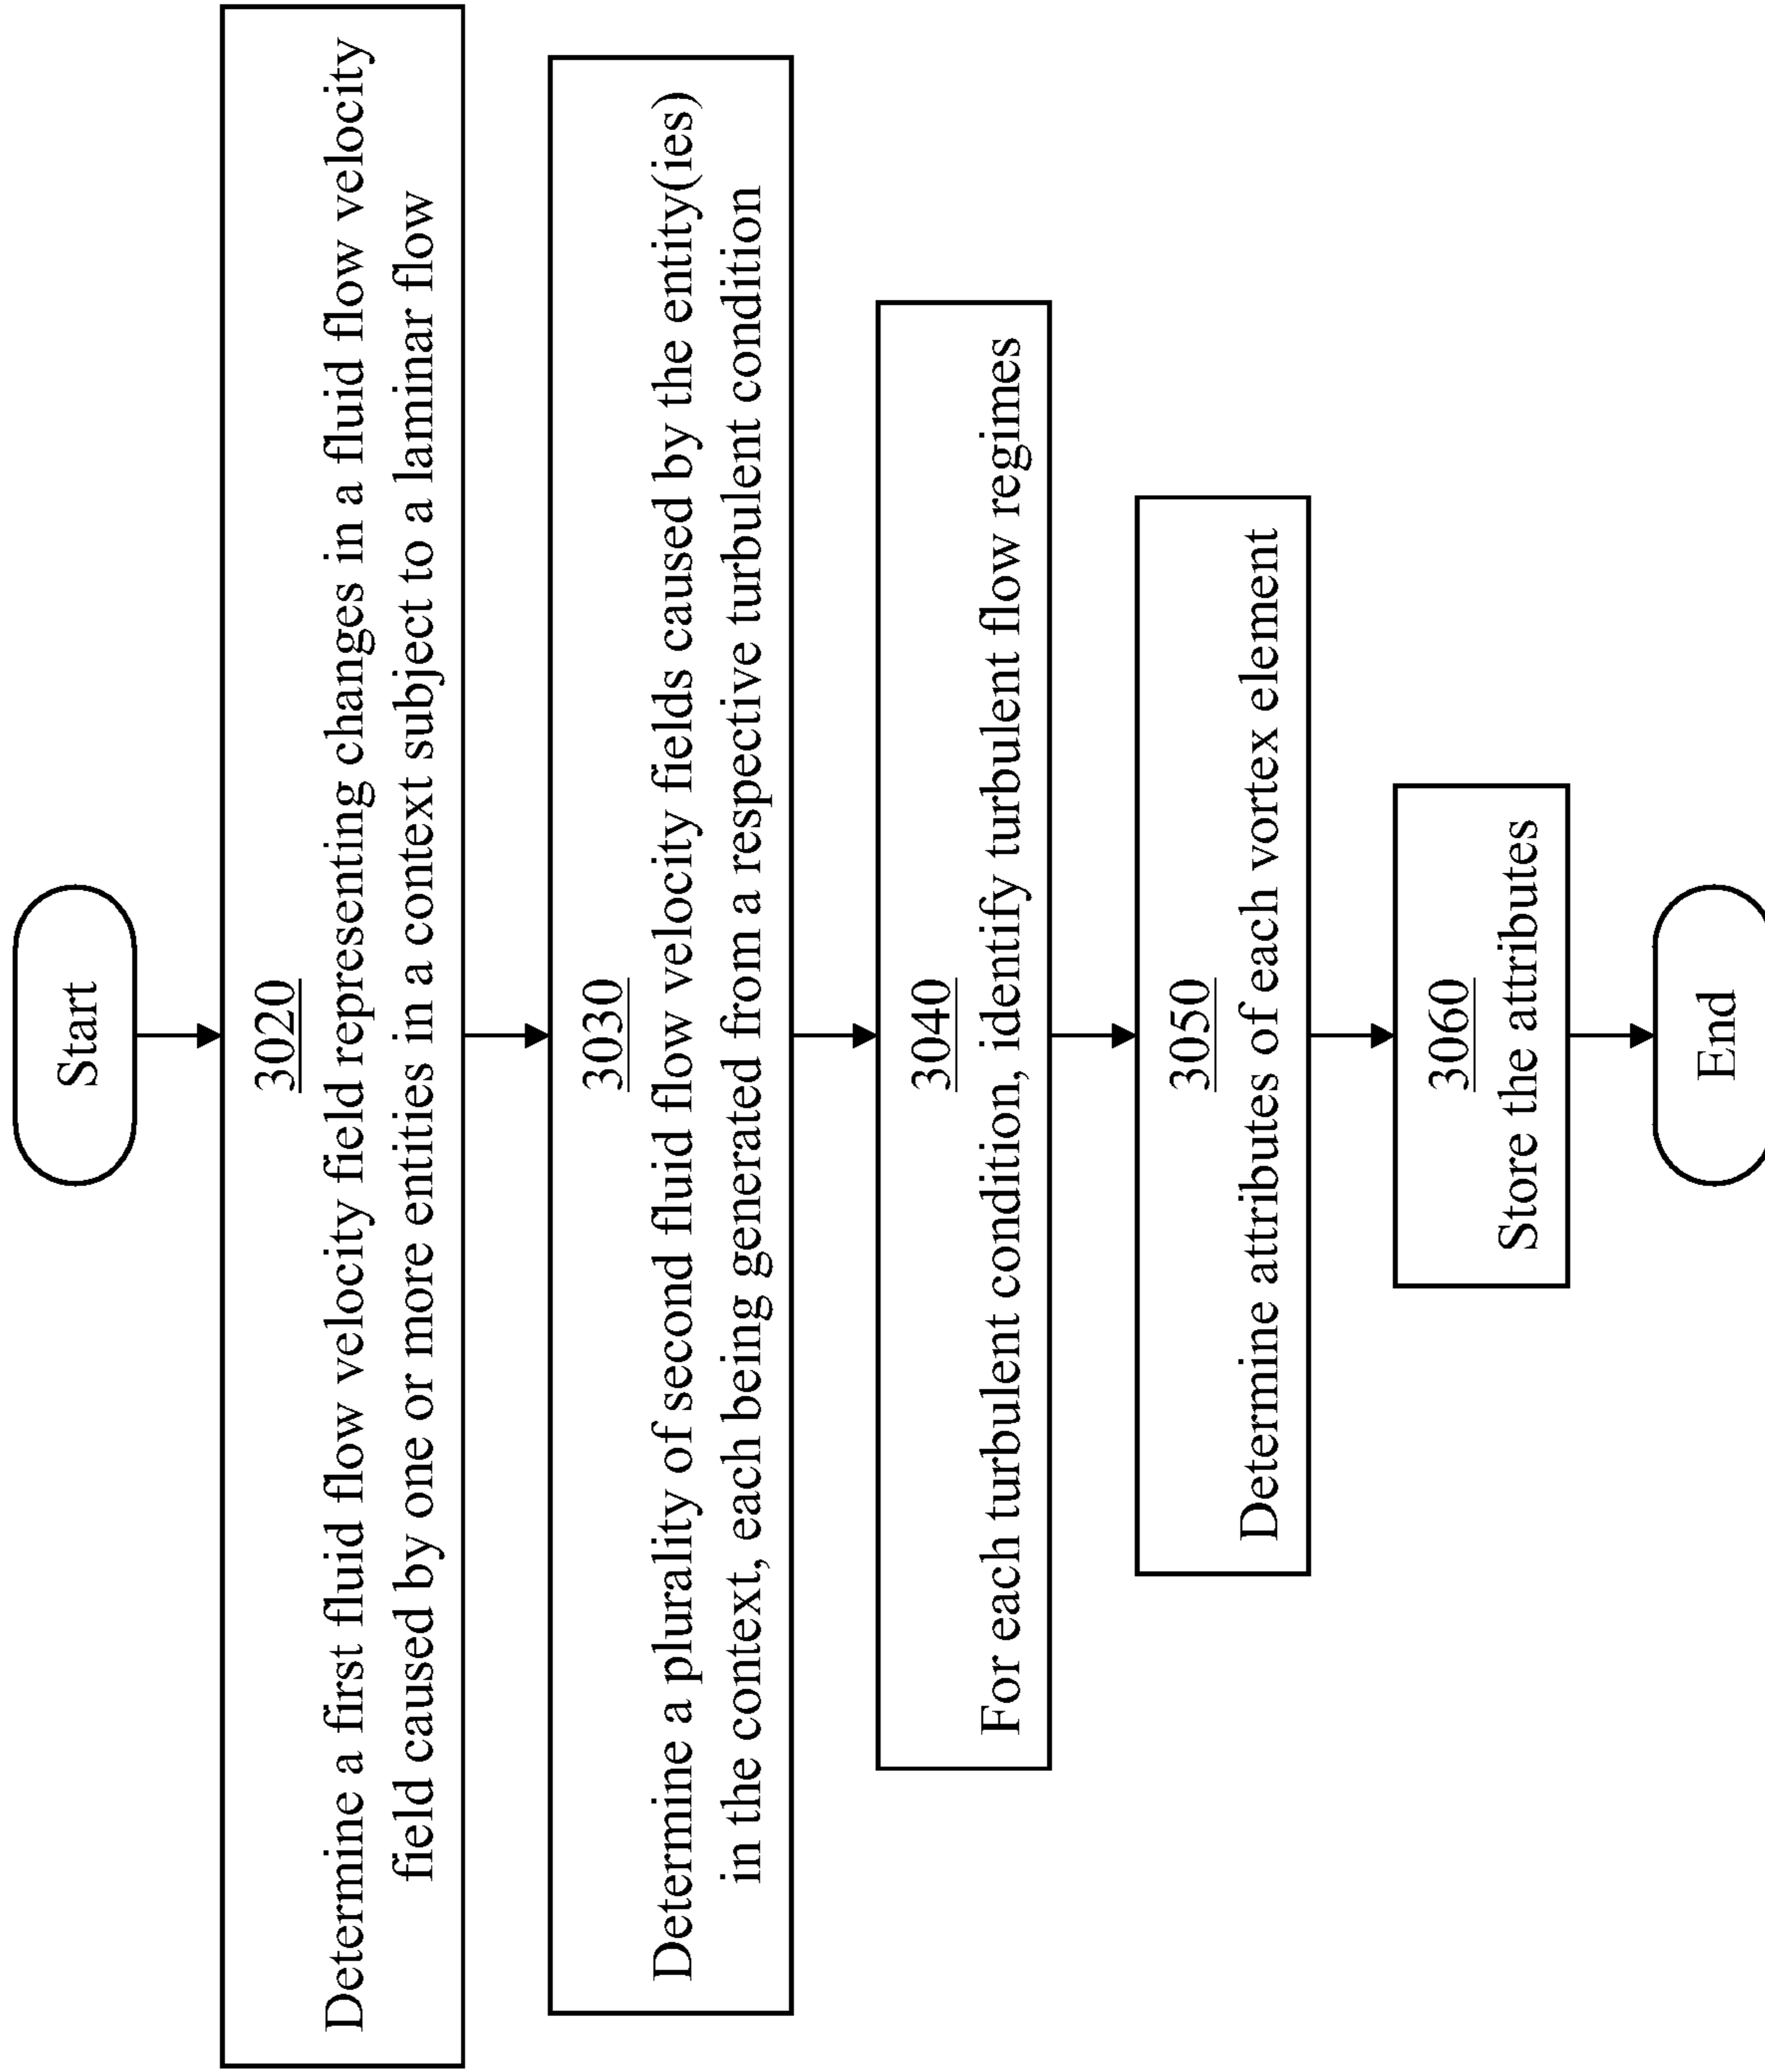 Start
3020
Determine a first fluid flow velocity field representing changes in a fluid flow velocity
field caused by one or more entities in a context subject to a laminar flow
3030
Determine a plurality of second fluid flow velocity fields caused by the entity(ies)
in the context, each being generated from a respective turbulent condition
3040
For each turbulent condition, identify turbulent flow regimes
3050
Determine attributes of each vortex element
3060
Store the attributes
End